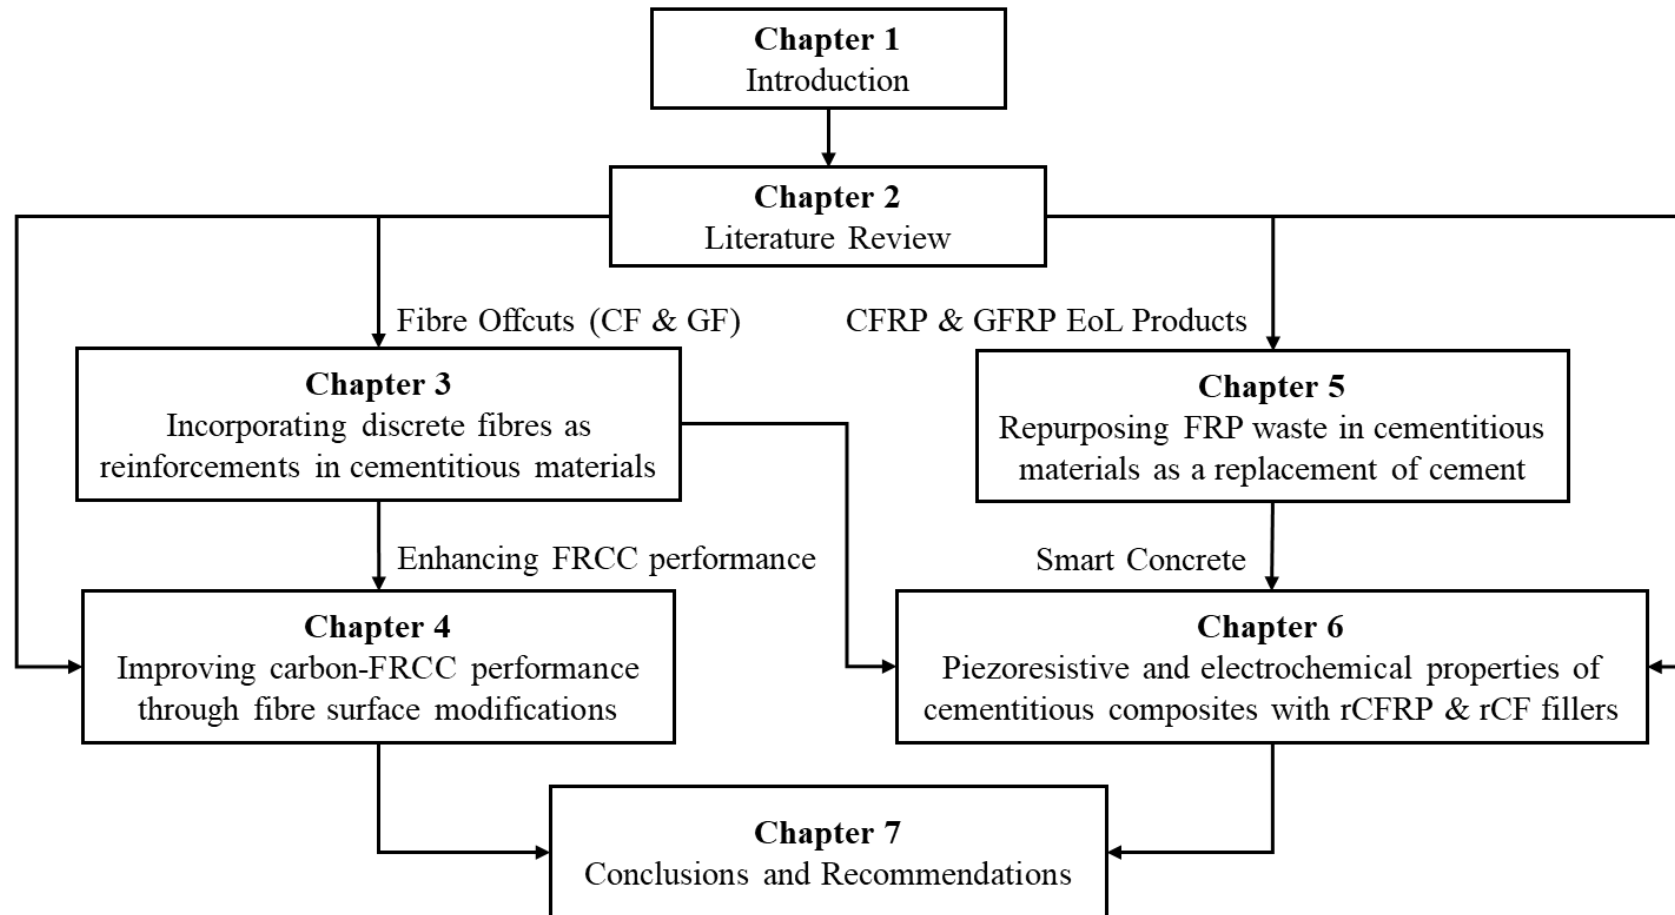 Chapter 1
Introduction
Chapter 2
Literature Review
Fibre Offcuts (CF & GF)
CFRP & GFRP EoL Products
Chapter 3
Incorporating discrete fibres as
reinforcements in cementitious materials
Chapter 5
Repurposing FRP waste in cementitious
materials as a replacement of cement
Enhancing FRCC performance
Smart Concrete
Chapter 4
Improving carbon-FRCC performance
through fibre surface modifications
Chapter 6
Piezoresistive and electrochemical properties of
cementitious composites with rCFRP & rCF fillers
Chapter 7
Conclusions and Recommendations